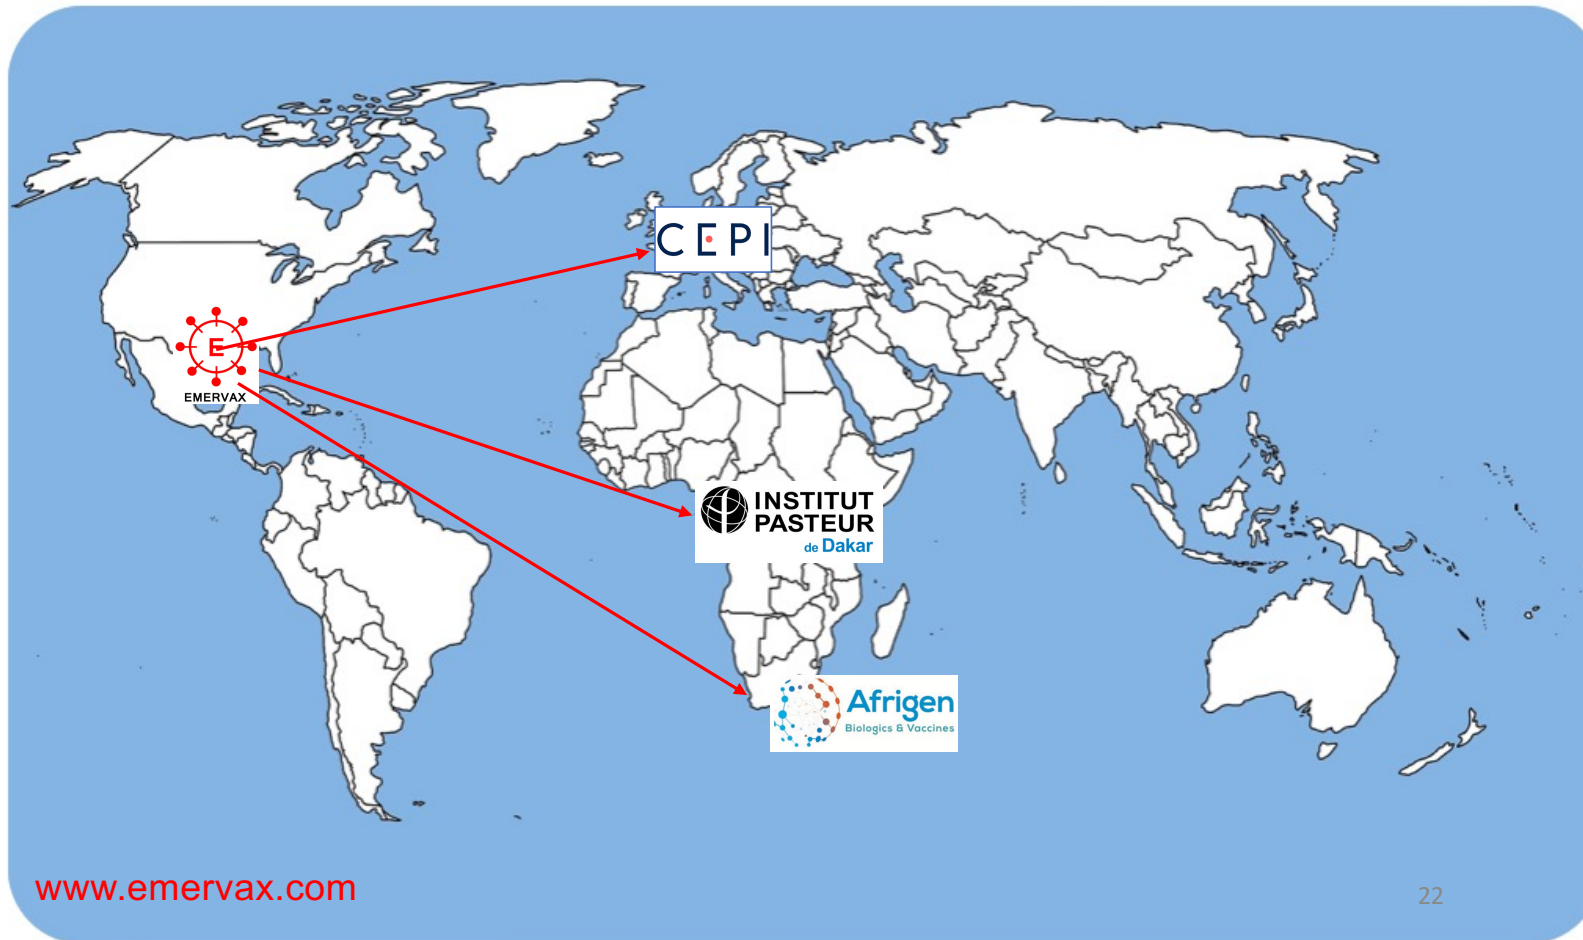 CEPI
E
EMERVAX
INSTITUT
PASTEUR
de Dakar
Afrigen
Biologics & Vaccines
www.emervax.com
22